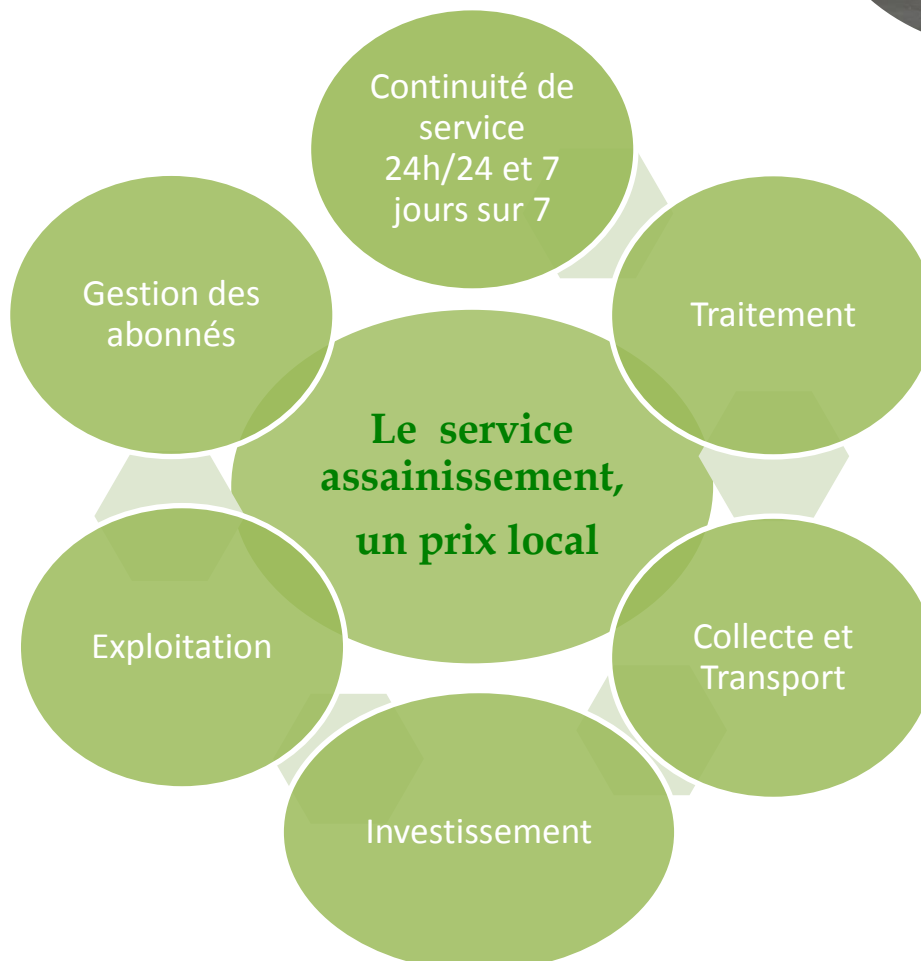 Continuité de
service
24h/24 et 7
jours sur 7
Gestion des
abonnés
Traitement
Le service
assainissement,
un prix local
Exploitation
Collecte et
Transport
Investissement